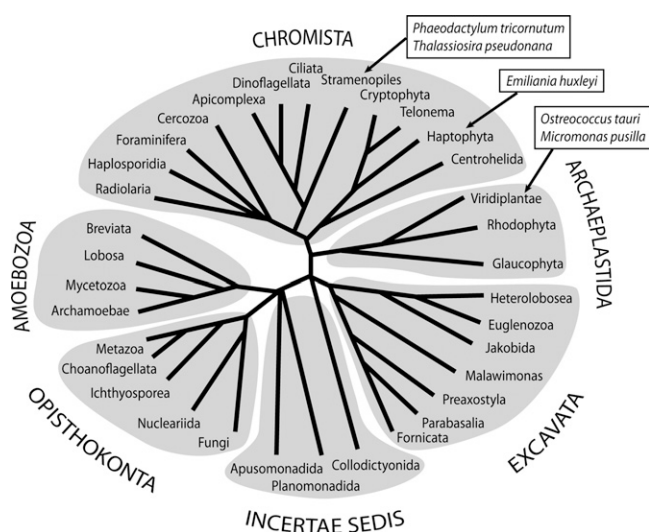 Phaeodactylum tricornutum
Thalassiosira pseudonana
CHROMISTA
Emiliania huxleyi
Ostreococcus tauri
Micromonas pusilla
Ciliata
Dinoflagellata
Stramenopiles
Apicomplexa
Cryptophyta
Cercozoa
Telonema
Foraminifera
Haptophyta
Haplosporidia
Centrohelida
Radiolaria
ARCHAEPLASTIDA
Viridiplantae
Rhodophyta
Glaucophyta
AMOEBOZOA
Breviata
Lobosa
Mycetozoa
Archamoebae
Heterolobosea
Euglenozoa
Jakobida
Malawimonas
Preaxostyla
Parabasalia
Fornicata
EXCAVATA
OPISTHOKONTA
Metazoa
Choanoflagellata
Ichthyosporea
Nucleariida
Fungi
Apusomonadida
Planomonadida
Collodictyonida
INCERTAE SEDIS